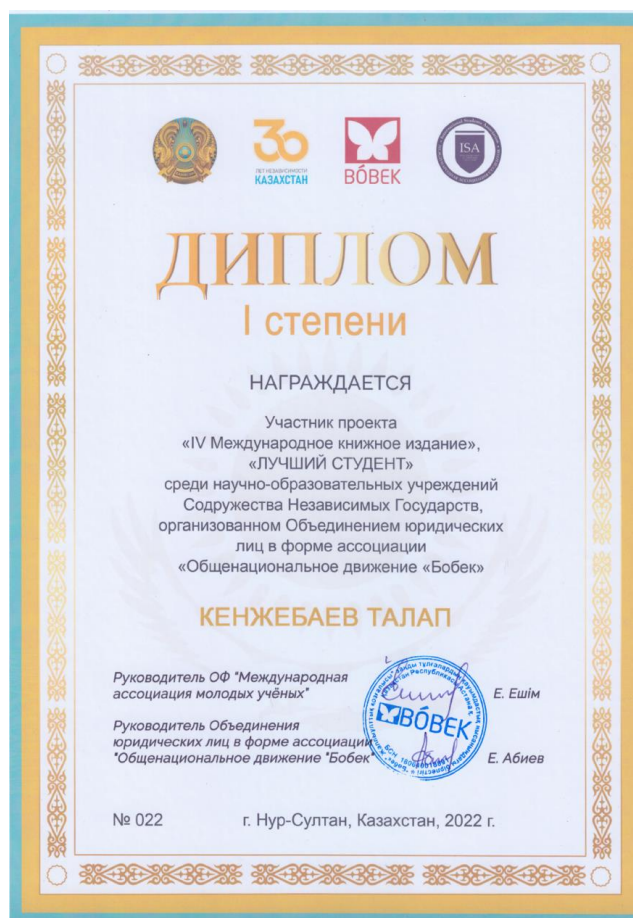 30
ЛЕТ НЕЗАВИСИМОСТИ
КАЗАХСТАН
BÓBEK
ISA
ДИПЛОМ
I степени
НАГРАЖДАЕТСЯ
Участник проекта
«IV Международное книжное издание»,
«ЛУЧШИЙ СТУДЕНТ»
среди научно-образовательных учреждений
Содружества Независимых Государств,
организованном Объединением юридических
лиц в форме ассоциации
«Общенациональное движение «Бобек»
КЕНЖЕБАЕВ ТАЛАП
Руководитель ОФ "Международная
ассоциация молодых учёных"
Е. Ешім
Руководитель Объединения
юридических лиц в форме ассоциации
"Общенациональное движение "Бобек"
Е. Абиев
BÓBEK
№ 022
г. Нур-Султан, Казахстан, 2022 г.